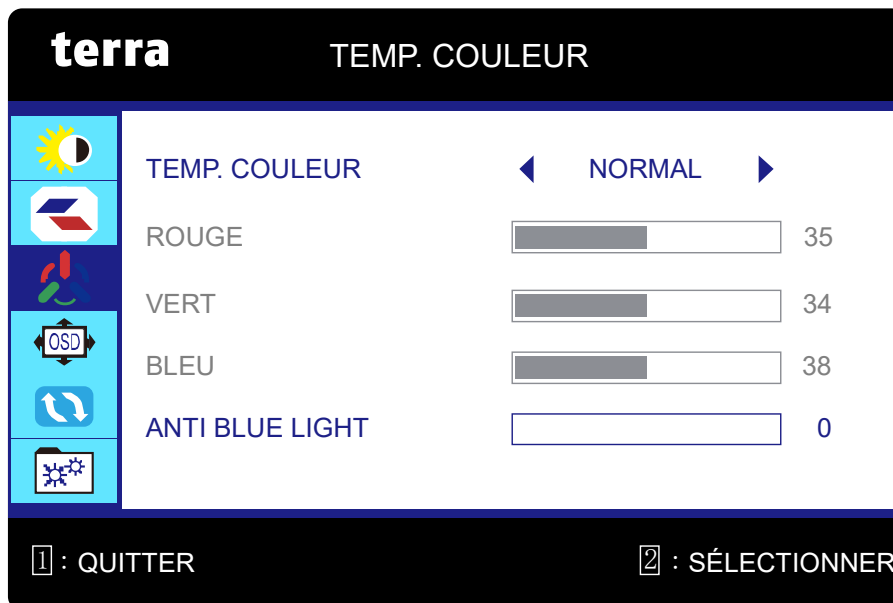 terra
TEMP. COULEUR
TEMP. COULEUR NORMAL
ROUGE 35
VERT 34
OSD
BLEU 38
ANTI BLUE LIGHT 0
1 : QUITTER
2 : SÉLECTIONNER